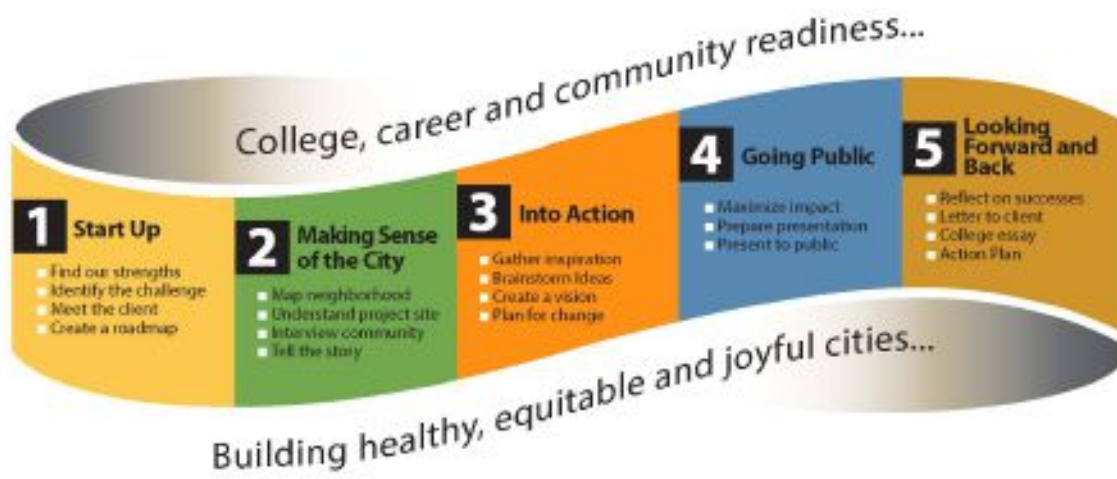 College, career and community readiness...
1 Start Up
Find our strengths
Identify the challenge
Meet the client
Create a roadmap
2 Making Sense
of the City
Map neighborhood
Understand project site
Interview community
Tell the story
3 Into Action
Gather inspiration
Brainstorm Ideas
Create a vision
Plan for change
4 Going Public
Maximize impact
Prepare presentation
Present to public
5 Looking
Forward and
Back
Reflect on successes
Letter to client
College essay
Action Plan
Building healthy, equitable and joyful cities...